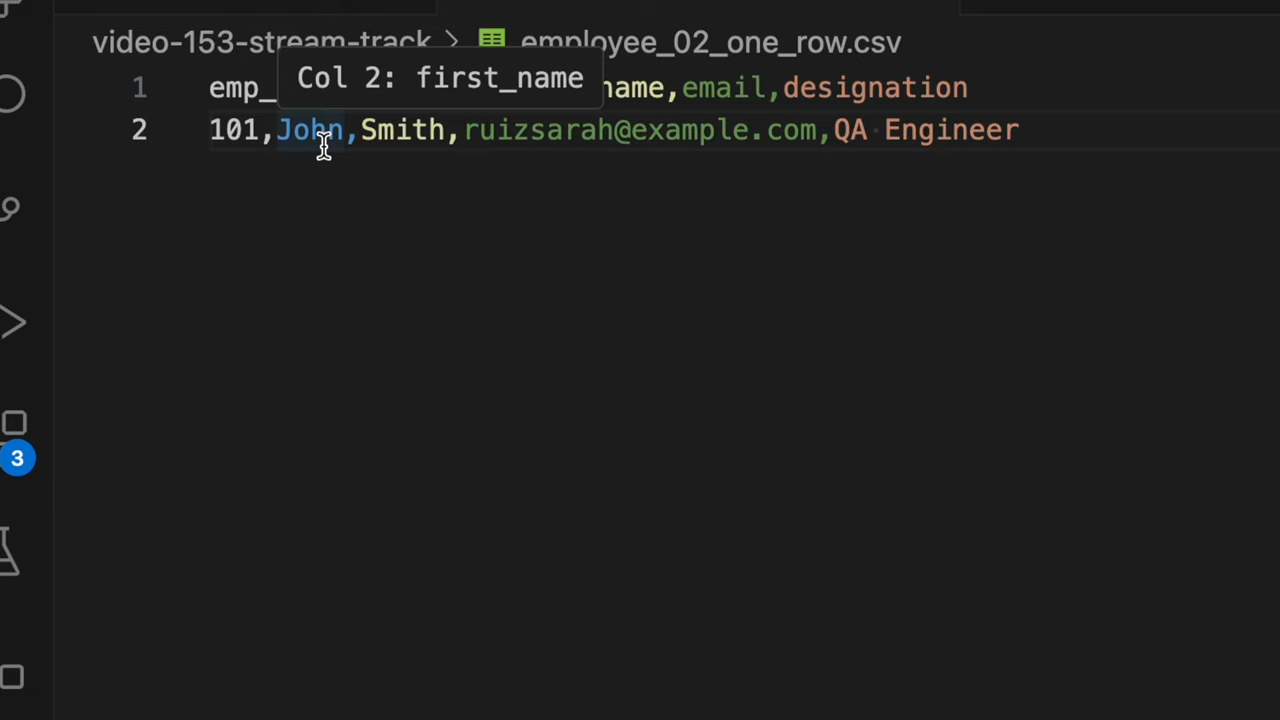 video-153-stream-track > employee_02_one_row.csv
Col 2: first_name
1 emp_ name,email,designation
2 101,John,Smith,ruizsarah@example.com,QA Engineer
3